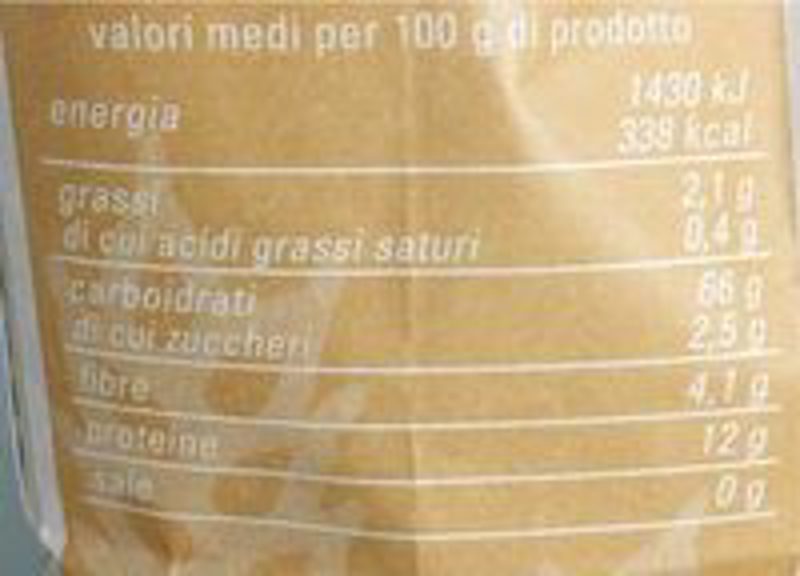 valori medi per 100 g di prodotto
energia 1430 kJ
338 kcal
grassi 2,1 g
di cui acidi grassi saturi 0,4 g
carboidrati 66 g
di cui zuccheri 2,5 g
fibre 4,1 g
proteine 12 g
sale 0 g